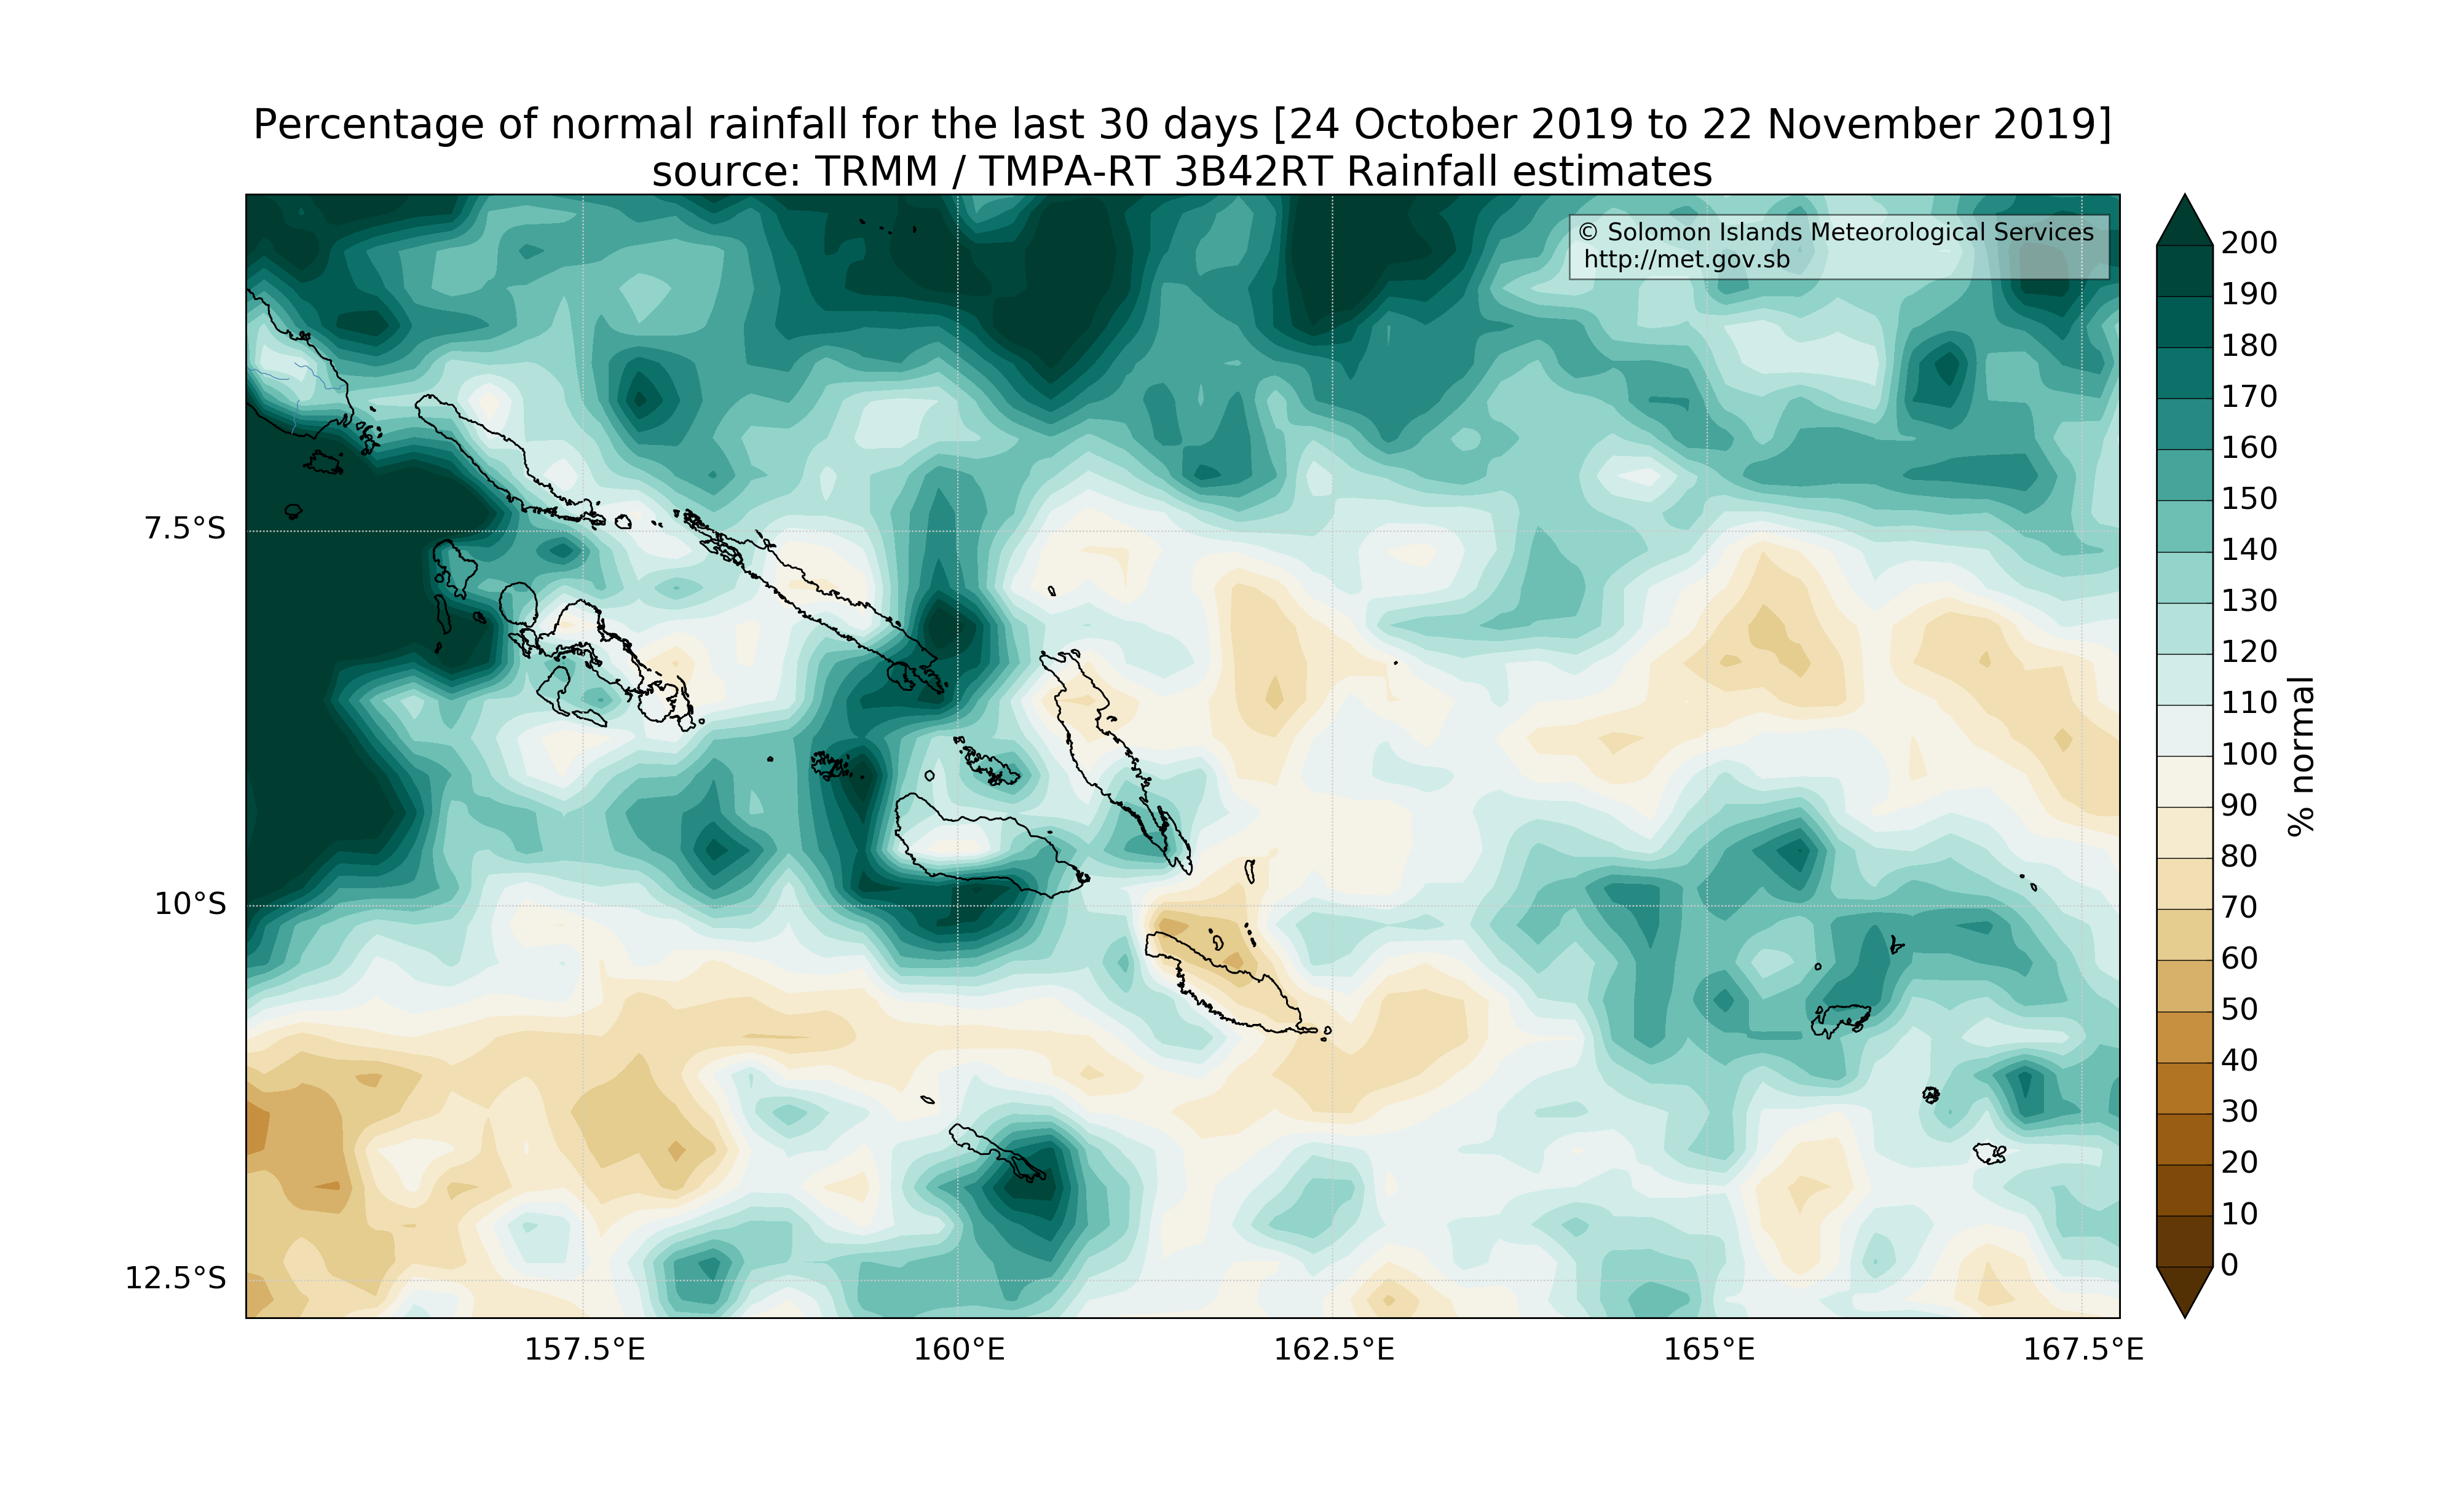 Percentage of normal rainfall for the last 30 days [24 October 2019 to 22 November 2019]
source: TRMM / TMPA-RT 3B42RT Rainfall estimates
© Solomon Islands Meteorological Services
http://met.gov.sb
7.5°S
10°S
12.5°S
157.5°E
160°E
162.5°E
165°E
167.5°E
200
190
180
170
160
150
140
130
120
110
100
90
80
70
60
50
40
30
20
10
0
% normal